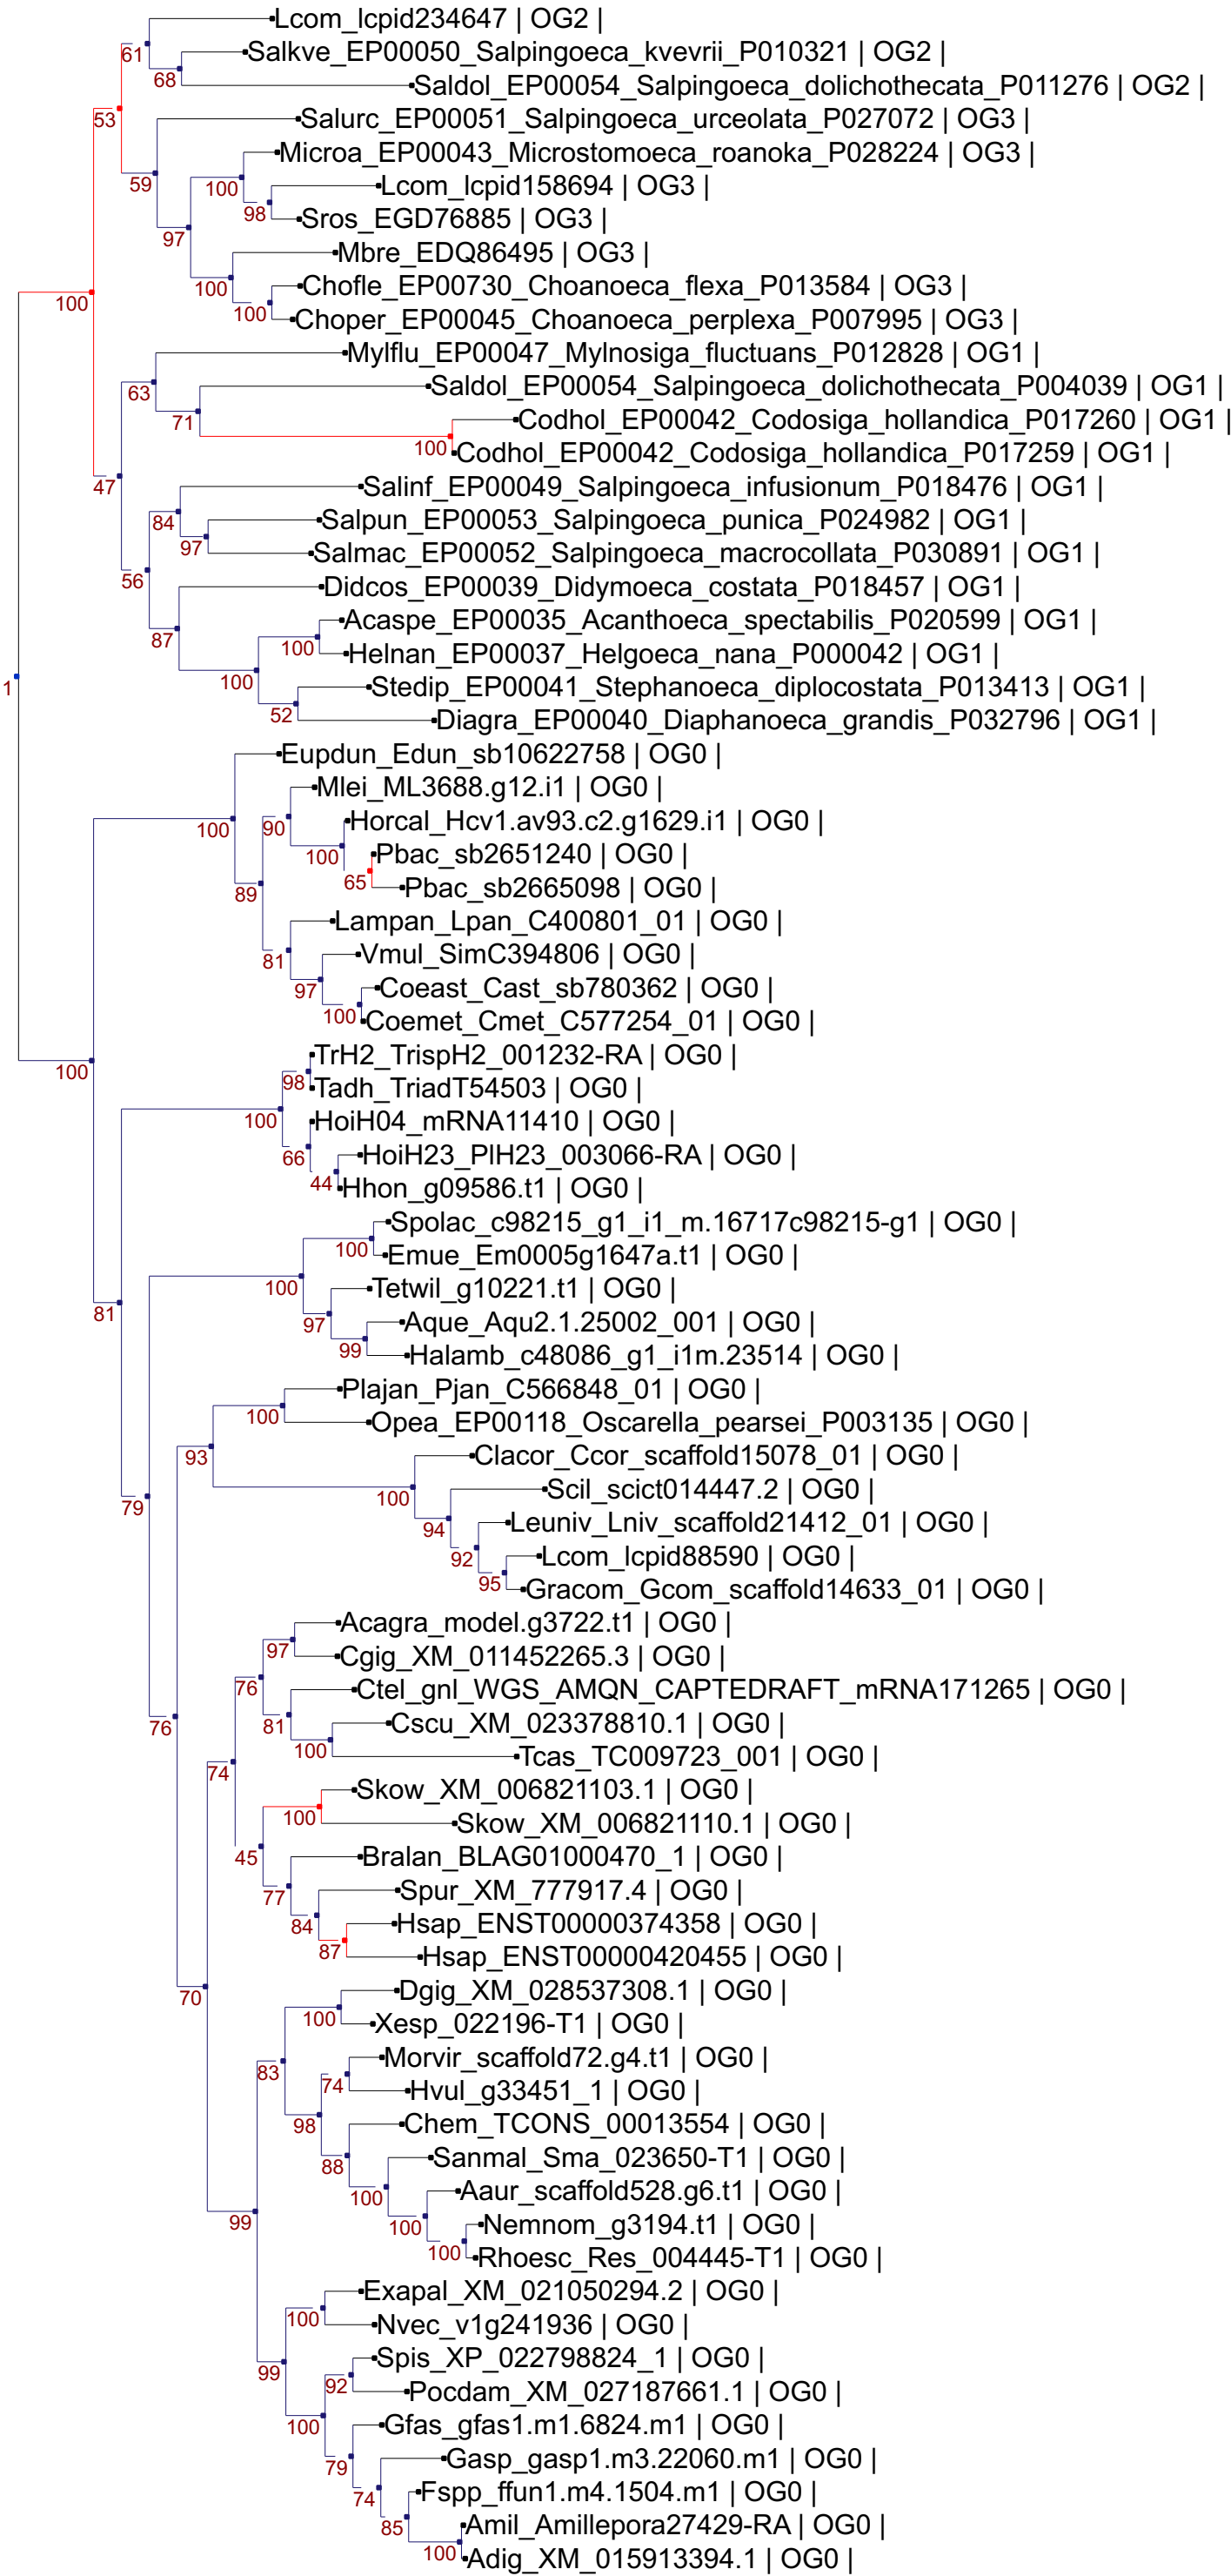 Lcom_lcpid234647 | OG2 |
61
Salkve_EP00050_Salpingoeca_kvevrii_P010321 | OG2 |
68
Saldol_EP00054_Salpingoeca_dolichothecata_P011276 | OG2 |
53
Salurc_EP00051_Salpingoeca_urceolata_P027072 | OG3 |
Microa_EP00043_Microstomoeca_roanoka_P028224 | OG3 |
59
100
Lcom_lcpid158694 | OG3 |
98
Sros_EGD76885 | OG3 |
97
Mbre_EDQ86495 | OG3 |
100
Chofle_EP00730_Choanoeca_flexa_P013584 | OG3 |
100
100
Choper_EP00045_Choanoeca_perplexa_P007995 | OG3 |
Mylflu_EP00047_Mylnosiga_fluctuans_P012828 | OG1 |
63
Saldol_EP00054_Salpingoeca_dolichothecata_P004039 | OG1 |
71
Codhol_EP00042_Codosiga_hollandica_P017260 | OG1 |
100
Codhol_EP00042_Codosiga_hollandica_P017259 | OG1 |
47
Salinf_EP00049_Salpingoeca_infusionum_P018476 | OG1 |
84
Salpun_EP00053_Salpingoeca_punica_P024982 | OG1 |
97
Salmac_EP00052_Salpingoeca_macrocollata_P030891 | OG1 |
56
Didcos_EP00039_Didymoeca_costata_P018457 | OG1 |
87
Acaspe_EP00035_Acanthoeca_spectabilis_P020599 | OG1 |
100
Helnan_EP00037_Helgoeca_nana_P000042 | OG1 |
100
1
Stedip_EP00041_Stephanoeca_diplocostata_P013413 | OG1 |
52
Diagra_EP00040_Diaphanoeca_grandis_P032796 | OG1 |
Eupdun_Edun_sb10622758 | OG0 |
Mlei_ML3688.g12.i1 | OG0 |
100
90
Horcal_Hcv1.av93.c2.g1629.i1 | OG0 |
100
Pbac_sb2651240 | OG0 |
65
89
Pbac_sb2665098 | OG0 |
Lampan_Lpan_C400801_01 | OG0 |
81
Vmul_SimC394806 | OG0 |
97
Coeast_Cast_sb780362 | OG0 |
100
Coemet_Cmet_C577254_01 | OG0 |
100
TrH2_TrispH2_001232-RA | OG0 |
98
Tadh_TriadT54503 | OG0 |
100
HoiH04_mRNA11410 | OG0 |
66
HoiH23_PlH23_003066-RA | OG0 |
44
Hhon_g09586.t1 | OG0 |
Spolac_c98215_g1_i1_m.16717c98215-g1 | OG0 |
100
Emue_Em0005g1647a.t1 | OG0 |
100
Tetwil_g10221.t1 | OG0 |
81
97
Aque_Aqu2.1.25002_001 | OG0 |
99
Halamb_c48086_g1_i1m.23514 | OG0 |
Plajan_Pjan_C566848_01 | OG0 |
100
Opea_EP00118_Oscarella_pearsei_P003135 | OG0 |
93
Clacor_Ccor_scaffold15078_01 | OG0 |
100
Scil_scict014447.2 | OG0 |
79
94
Leuniv_Lniv_scaffold21412_01 | OG0 |
92
Lcom_lcpid88590 | OG0 |
95
Gracom_Gcom_scaffold14633_01 | OG0 |
Acagra_model.g3722.t1 | OG0 |
97
Cgig_XM_011452265.3 | OG0 |
76
Ctel_gnl_WGS_AMQN_CAPTEDRAFT_mRNA171265 | OG0 |
76
81
Cscu_XM_023378810.1 | OG0 |
100
Tcas_TC009723_001 | OG0 |
74
Skow_XM_006821103.1 | OG0 |
100
Skow_XM_006821110.1 | OG0 |
45
Bralan_BLAG01000470_1 | OG0 |
77
Spur_XM_777917.4 | OG0 |
84
Hsap_ENST00000374358 | OG0 |
87
Hsap_ENST00000420455 | OG0 |
70
Dgig_XM_028537308.1 | OG0 |
100
Xesp_022196-T1 | OG0 |
83
Morvir_scaffold72.g4.t1 | OG0 |
74
Hvul_g33451_1 | OG0 |
98
Chem_TCONS_00013554 | OG0 |
88
Sanmal_Sma_023650-T1 | OG0 |
100
Aaur_scaffold528.g6.t1 | OG0 |
99
100
Nemnom_g3194.t1 | OG0 |
100
Rhoesc_Res_004445-T1 | OG0 |
Exapal_XM_021050294.2 | OG0 |
100
Nvec_v1g241936 | OG0 |
99
Spis_XP_022798824_1 | OG0 |
92
Pocdam_XM_027187661.1 | OG0 |
100
Gfas_gfas1.m1.6824.m1 | OG0 |
79
Gasp_gasp1.m3.22060.m1 | OG0 |
74
Fspp_ffun1.m4.1504.m1 | OG0 |
85
Amil_Amillepora27429-RA | OG0 |
100
Adig_XM_015913394.1 | OG0 |